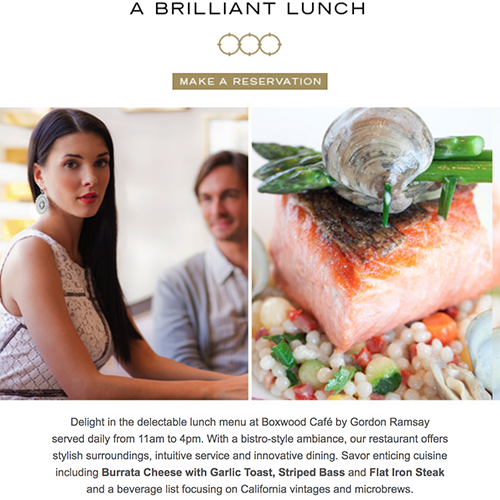 A BRILLIANT LUNCH
MAKE A RESERVATION
Delight in the delectable lunch menu at Boxwood Café by Gordon Ramsay
served daily from 11am to 4pm. With a bistro-style ambiance, our restaurant offers
stylish surroundings, intuitive service and innovative dining. Savor enticing cuisine
including Burrata Cheese with Garlic Toast, Striped Bass and Flat Iron Steak
and a beverage list focusing on California vintages and microbrews.